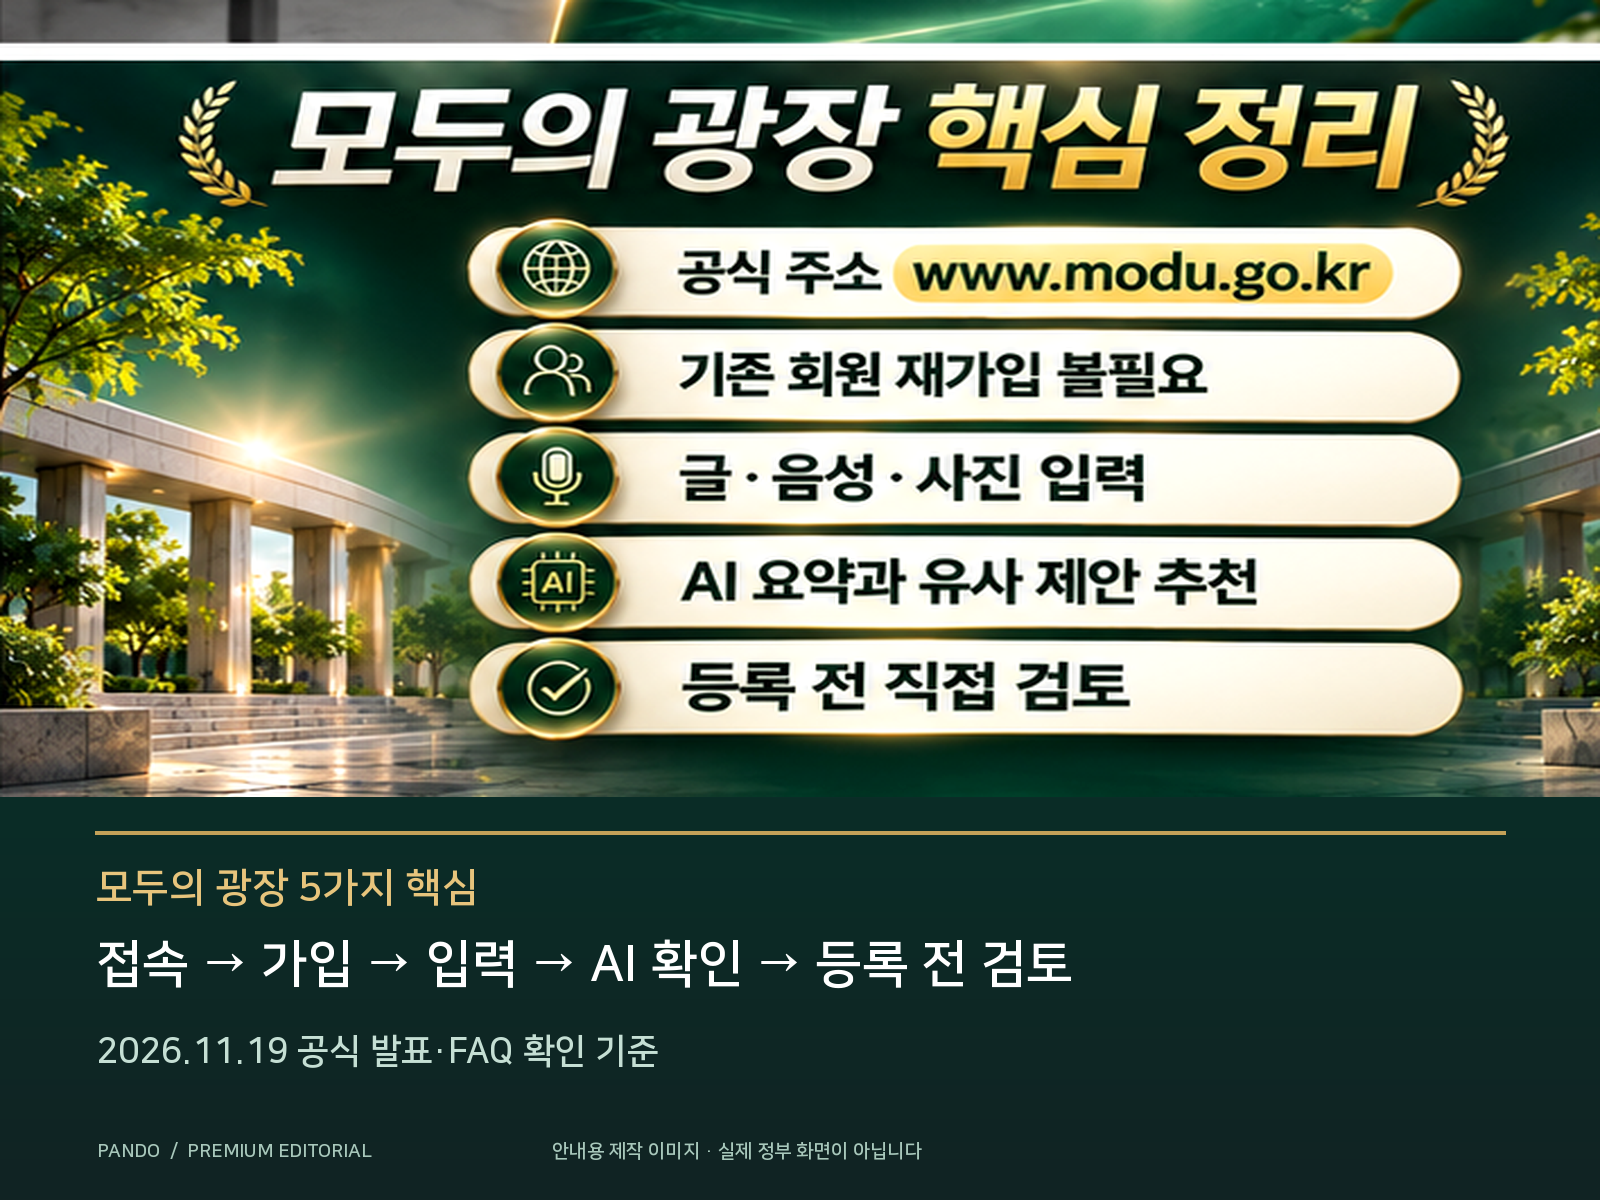 모두의 광장 핵심 정리
공식 주소 www.modu.go.kr
기존 회원 재가입 볼필요
글 · 음성 · 사진 입력
AI
AI 요약과 유사 제안 추천
등록 전 직접 검토
모두의 광장 5가지 핵심
접속 → 가입 → 입력 → AI 확인 → 등록 전 검토
2026.11.19 공식 발표·FAQ 확인 기준
PANDO / PREMIUM EDITORIAL
안내용 제작 이미지 · 실제 정부 화면이 아닙니다